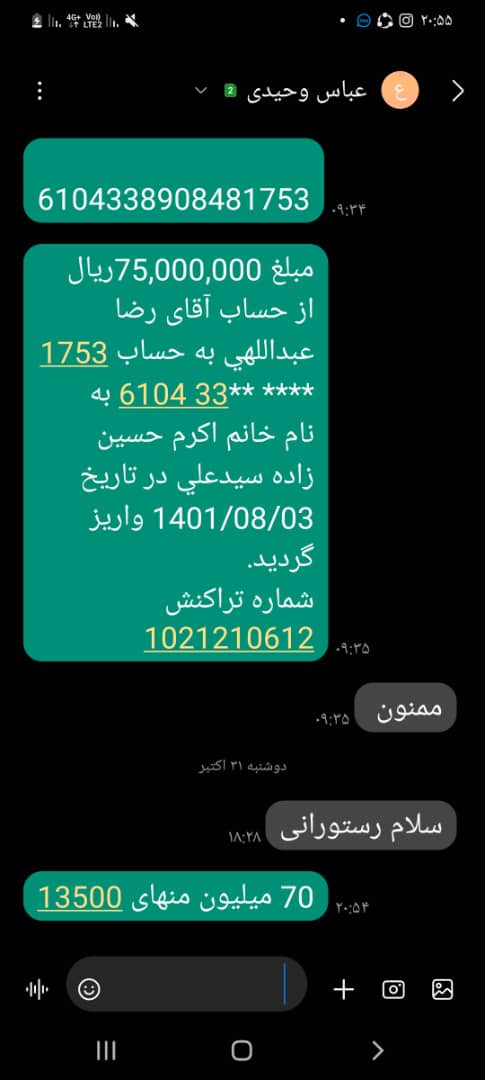 ۲۰:۵۵
4G+ Vo)) LTE2
عباس وحیدی 2
ع
6104338908481753
۰۹:۳۴
مبلغ 75,000,000ریال
از حساب آقای رضا
عبداللهي به حساب 1753
**** **33 6104 به
نام خانم اکرم حسین
زاده سیدعلي در تاریخ
1401/08/03 واریز
گردید.
شماره تراکنش
1021210612
۰۹:۳۵
ممنون
۰۹:۳۵
دوشنبه ۳۱ اکتبر
سلام رستورانی
۱۸:۲۸
70 میلیون منهای 13500
۲۰:۵۴